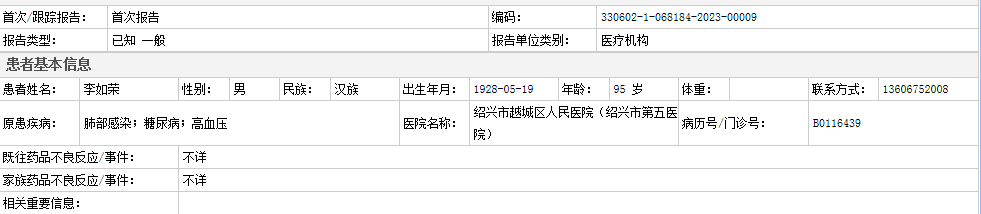 首次/跟踪报告： 首次报告 编码： 330602-1-068184-2023-00009
报告类型： 已知 一般 报告单位类别： 医疗机构
患者基本信息
患者姓名： 李如荣 性别： 男 民族： 汉族 出生年月： 1928-05-19 年龄： 95 岁 体重： 联系方式： 13606752008
原患疾病： 肺部感染；糖尿病；高血压 医院名称： 绍兴市越城区人民医院（绍兴市第五医
院） 病历号/门诊号： B0116439
既往药品不良反应/事件： 不详
家族药品不良反应/事件： 不详
相关重要信息：